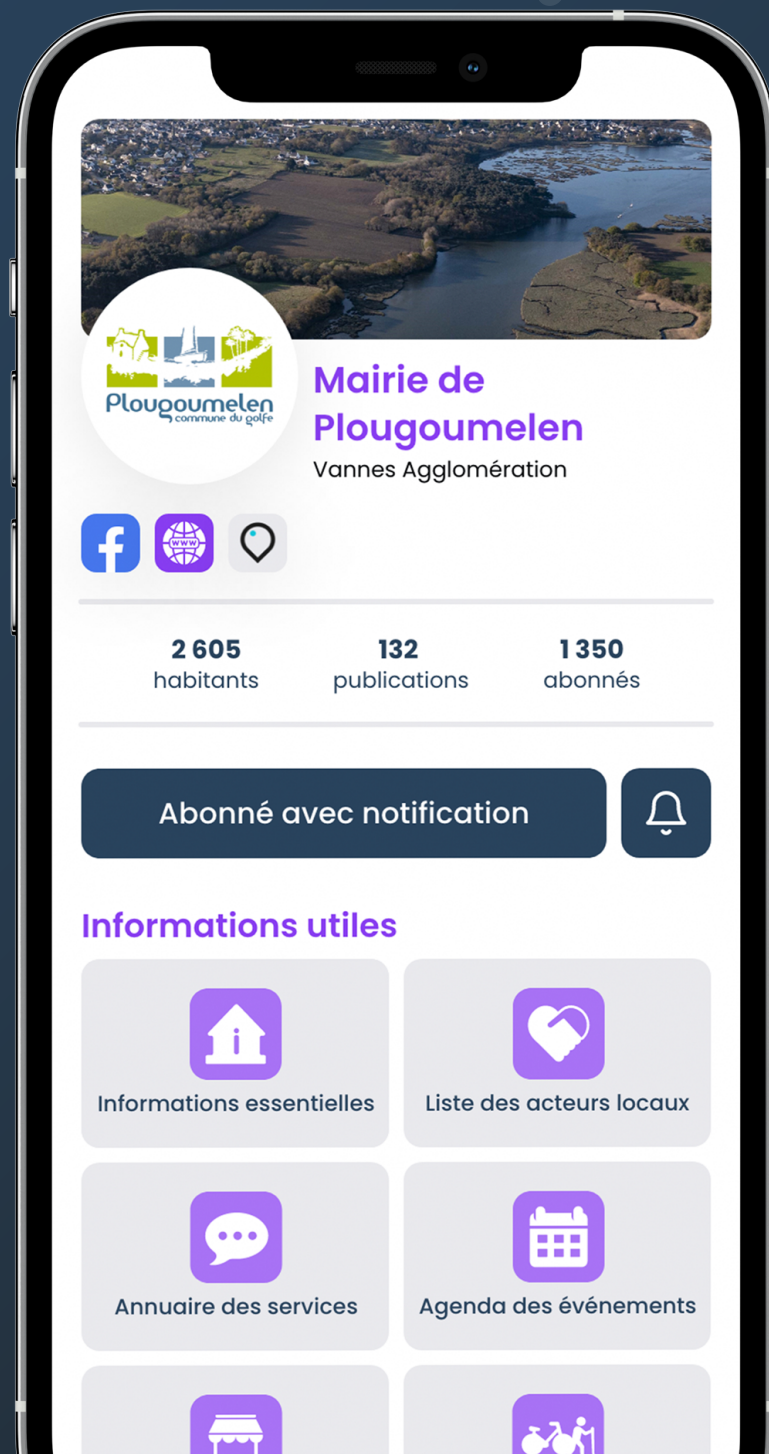 Plougoumelen
commune du golfe
Mairie de
Plougoumelen
Vannes Agglomération
www
2 605
habitants
132
publications
1 350
abonnés
Abonné avec notification
Informations utiles
Informations essentielles
Liste des acteurs locaux
Annuaire des services
Agenda des événements